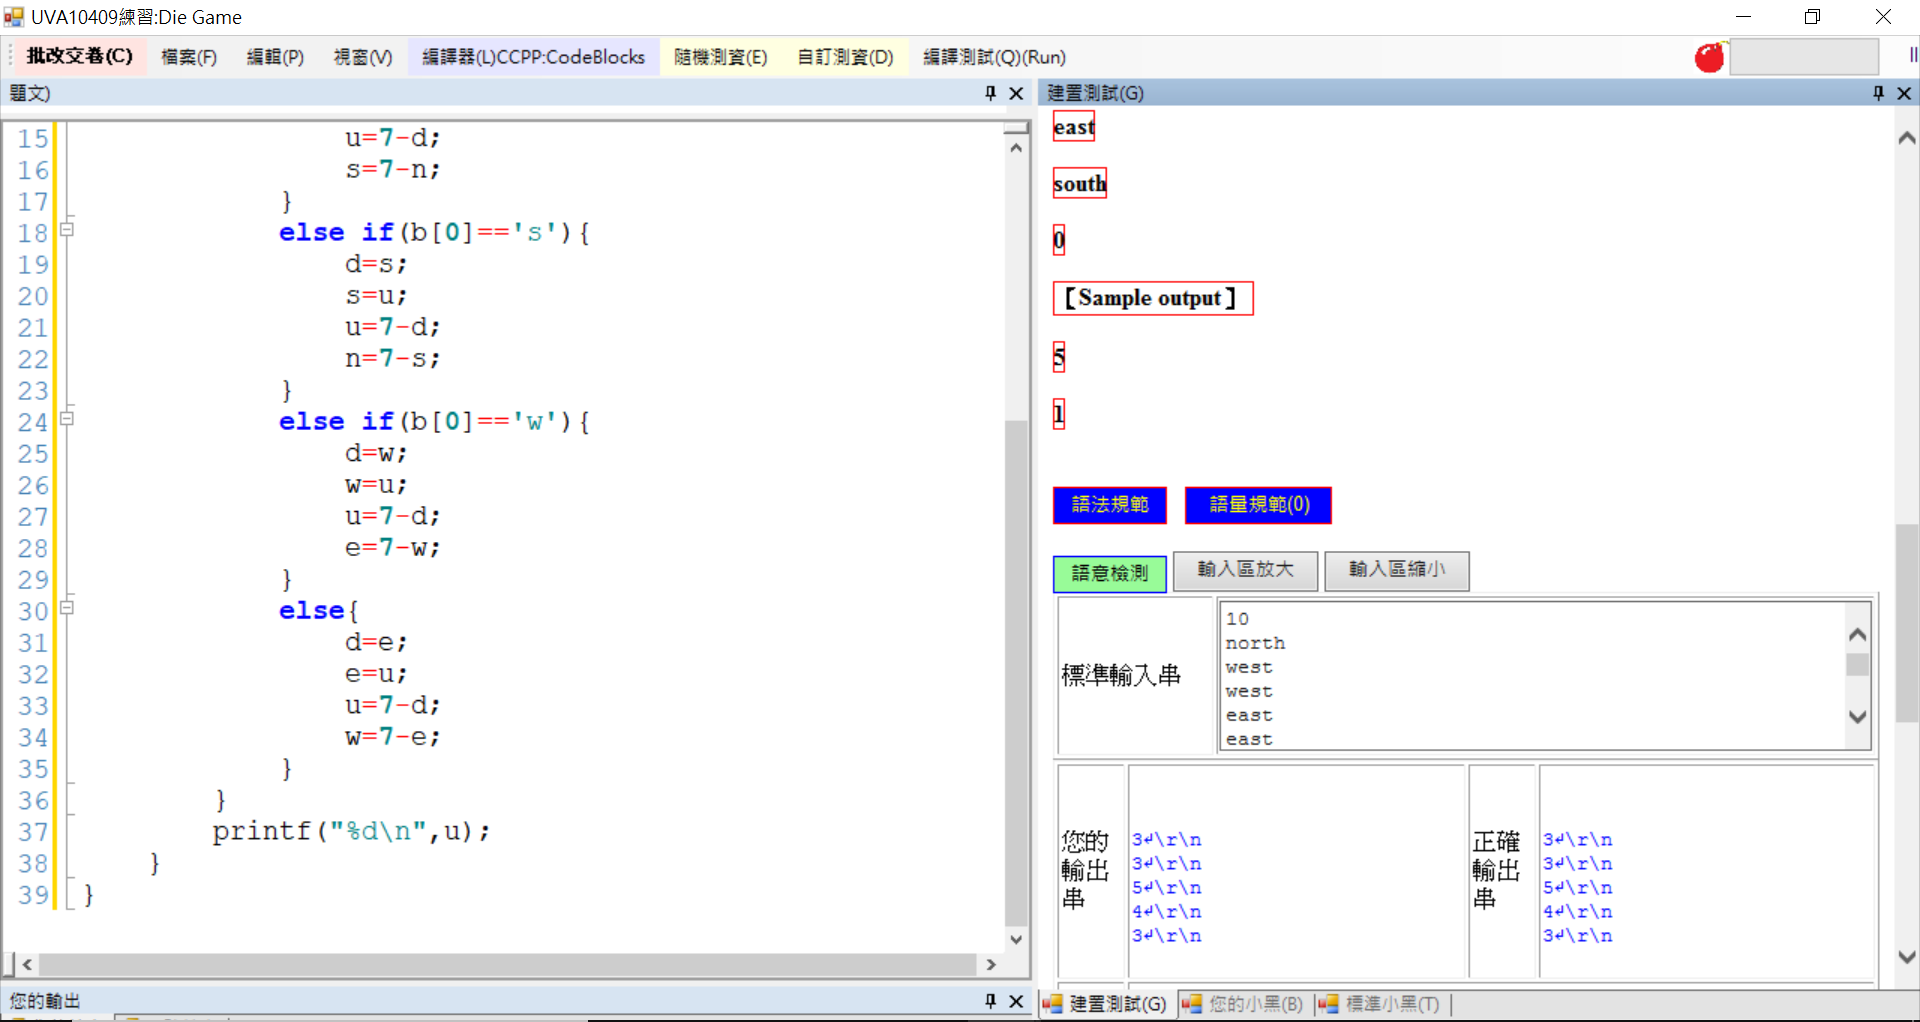 UVA10409練習:Die Game
批改交卷(C) 檔案(F) 編輯(P) 視窗(V) 編譯器(L)CCPP:CodeBlocks 隨機測資(E) 自訂測資(D) 編譯測試(Q)(Run)
題文)
15 u=7-d;
16 s=7-n;
17 }
18 else if(b[0]=='s'){
19 d=s;
20 s=u;
21 u=7-d;
22 n=7-s;
23 }
24 else if(b[0]=='w'){
25 d=w;
26 w=u;
27 u=7-d;
28 e=7-w;
29 }
30 else{
31 d=e;
32 e=u;
33 u=7-d;
34 w=7-e;
35 }
36 }
37 printf("%d\n",u);
38 }
39 }
您的輸出
建置測試(G)
east
south
0
【Sample output】
5
1
語法規範 語量規範(0)
語意檢測 輸入區放大 輸入區縮小
標準輸入串
10
north
west
west
east
east
您的
輸出
串
3↲\r\n
3↲\r\n
5↲\r\n
4↲\r\n
3↲\r\n
正確
輸出
串
3↲\r\n
3↲\r\n
5↲\r\n
4↲\r\n
3↲\r\n
建置測試(G) 您的小黑(B) 標準小黑(T)